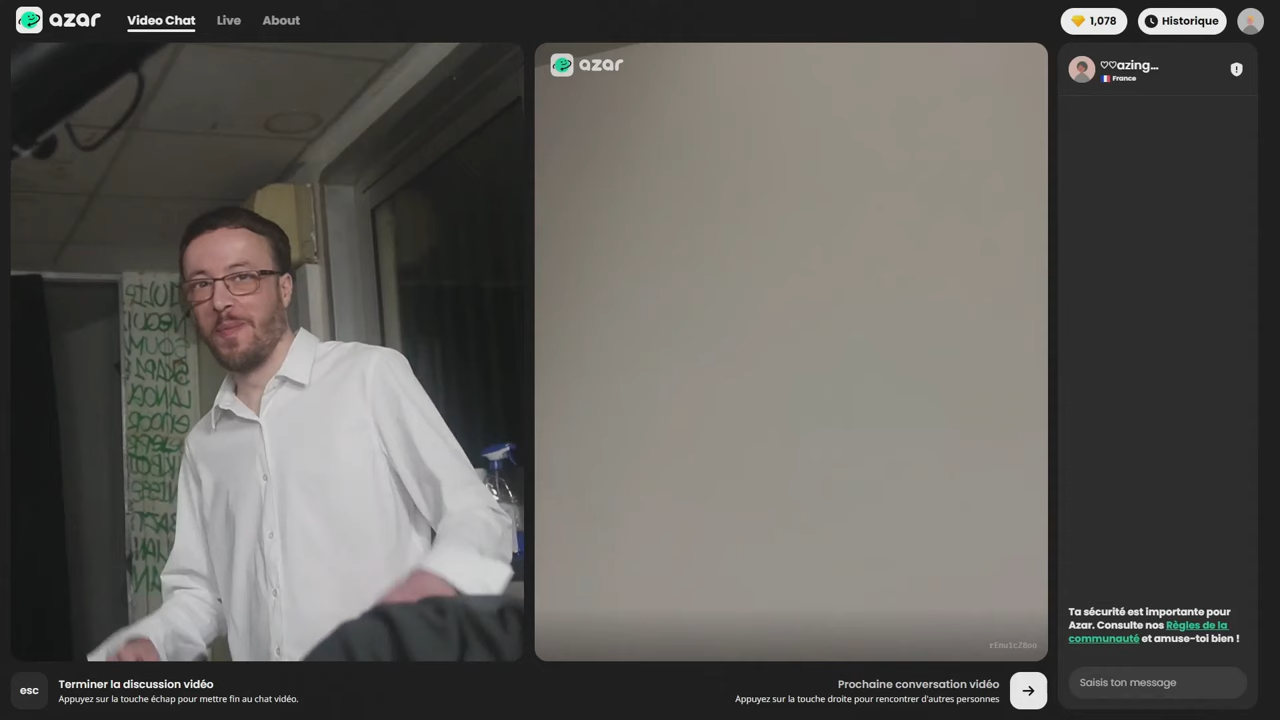 azar
Video Chat
Live
About
1,078
Historique
azar
♡♡azing...
France
Ta sécurité est importante pour
Azar. Consulte nos Règles de la
communauté et amuse-toi bien !
Saisis ton message
esc
Terminer la discussion vidéo
Appuyez sur la touche échap pour mettre fin au chat vidéo.
Prochaine conversation vidéo
Appuyez sur la touche droite pour rencontrer d'autres personnes